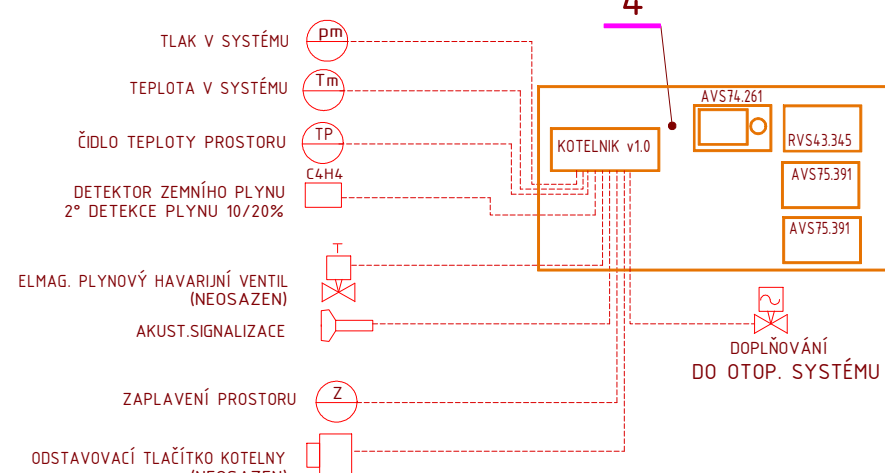 4
TLAK V SYSTÉMU
pm
TEPLOTA V SYSTÉMU
Tm
AVS74.261
ČIDLO TEPLOTY PROSTORU
TP
KOTELNIK v1.0
RVS43.345
C4H4
DETEKTOR ZEMNÍHO PLYNU
2° DETEKCE PLYNU 10/20%
AVS75.391
AVS75.391
ELMAG. PLYNOVÝ HAVARIJNÍ VENTIL
(NEOSAZEN)
AKUST.SIGNALIZACE
DOPLŇOVÁNÍ
DO OTOP. SYSTÉMU
ZAPLAVENÍ PROSTORU
Z
ODSTAVOVACÍ TLAČÍTKO KOTELNY
(NEOSAZEN)